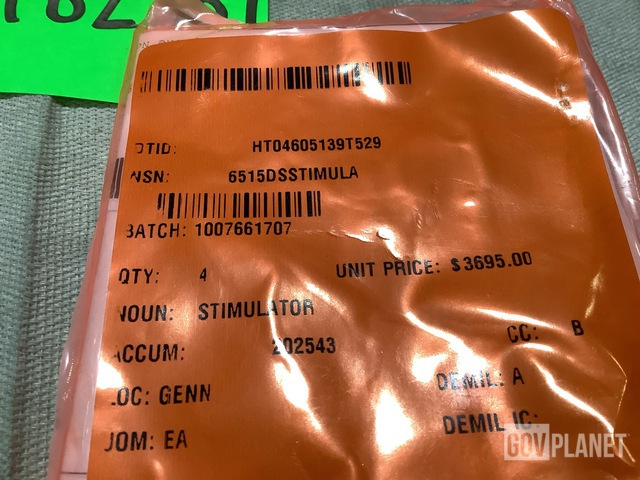 DTID: HT04605139T529
NSN: 6515DSSTIMULA
BATCH: 1007661707
QTY: 4 UNIT PRICE: $3695.00
NOUN: STIMULATOR
ACCUM: 202543 CC: B
LOC: GENN DEMIL: A
UOM: EA DEMIL IC:
GOVPLANET